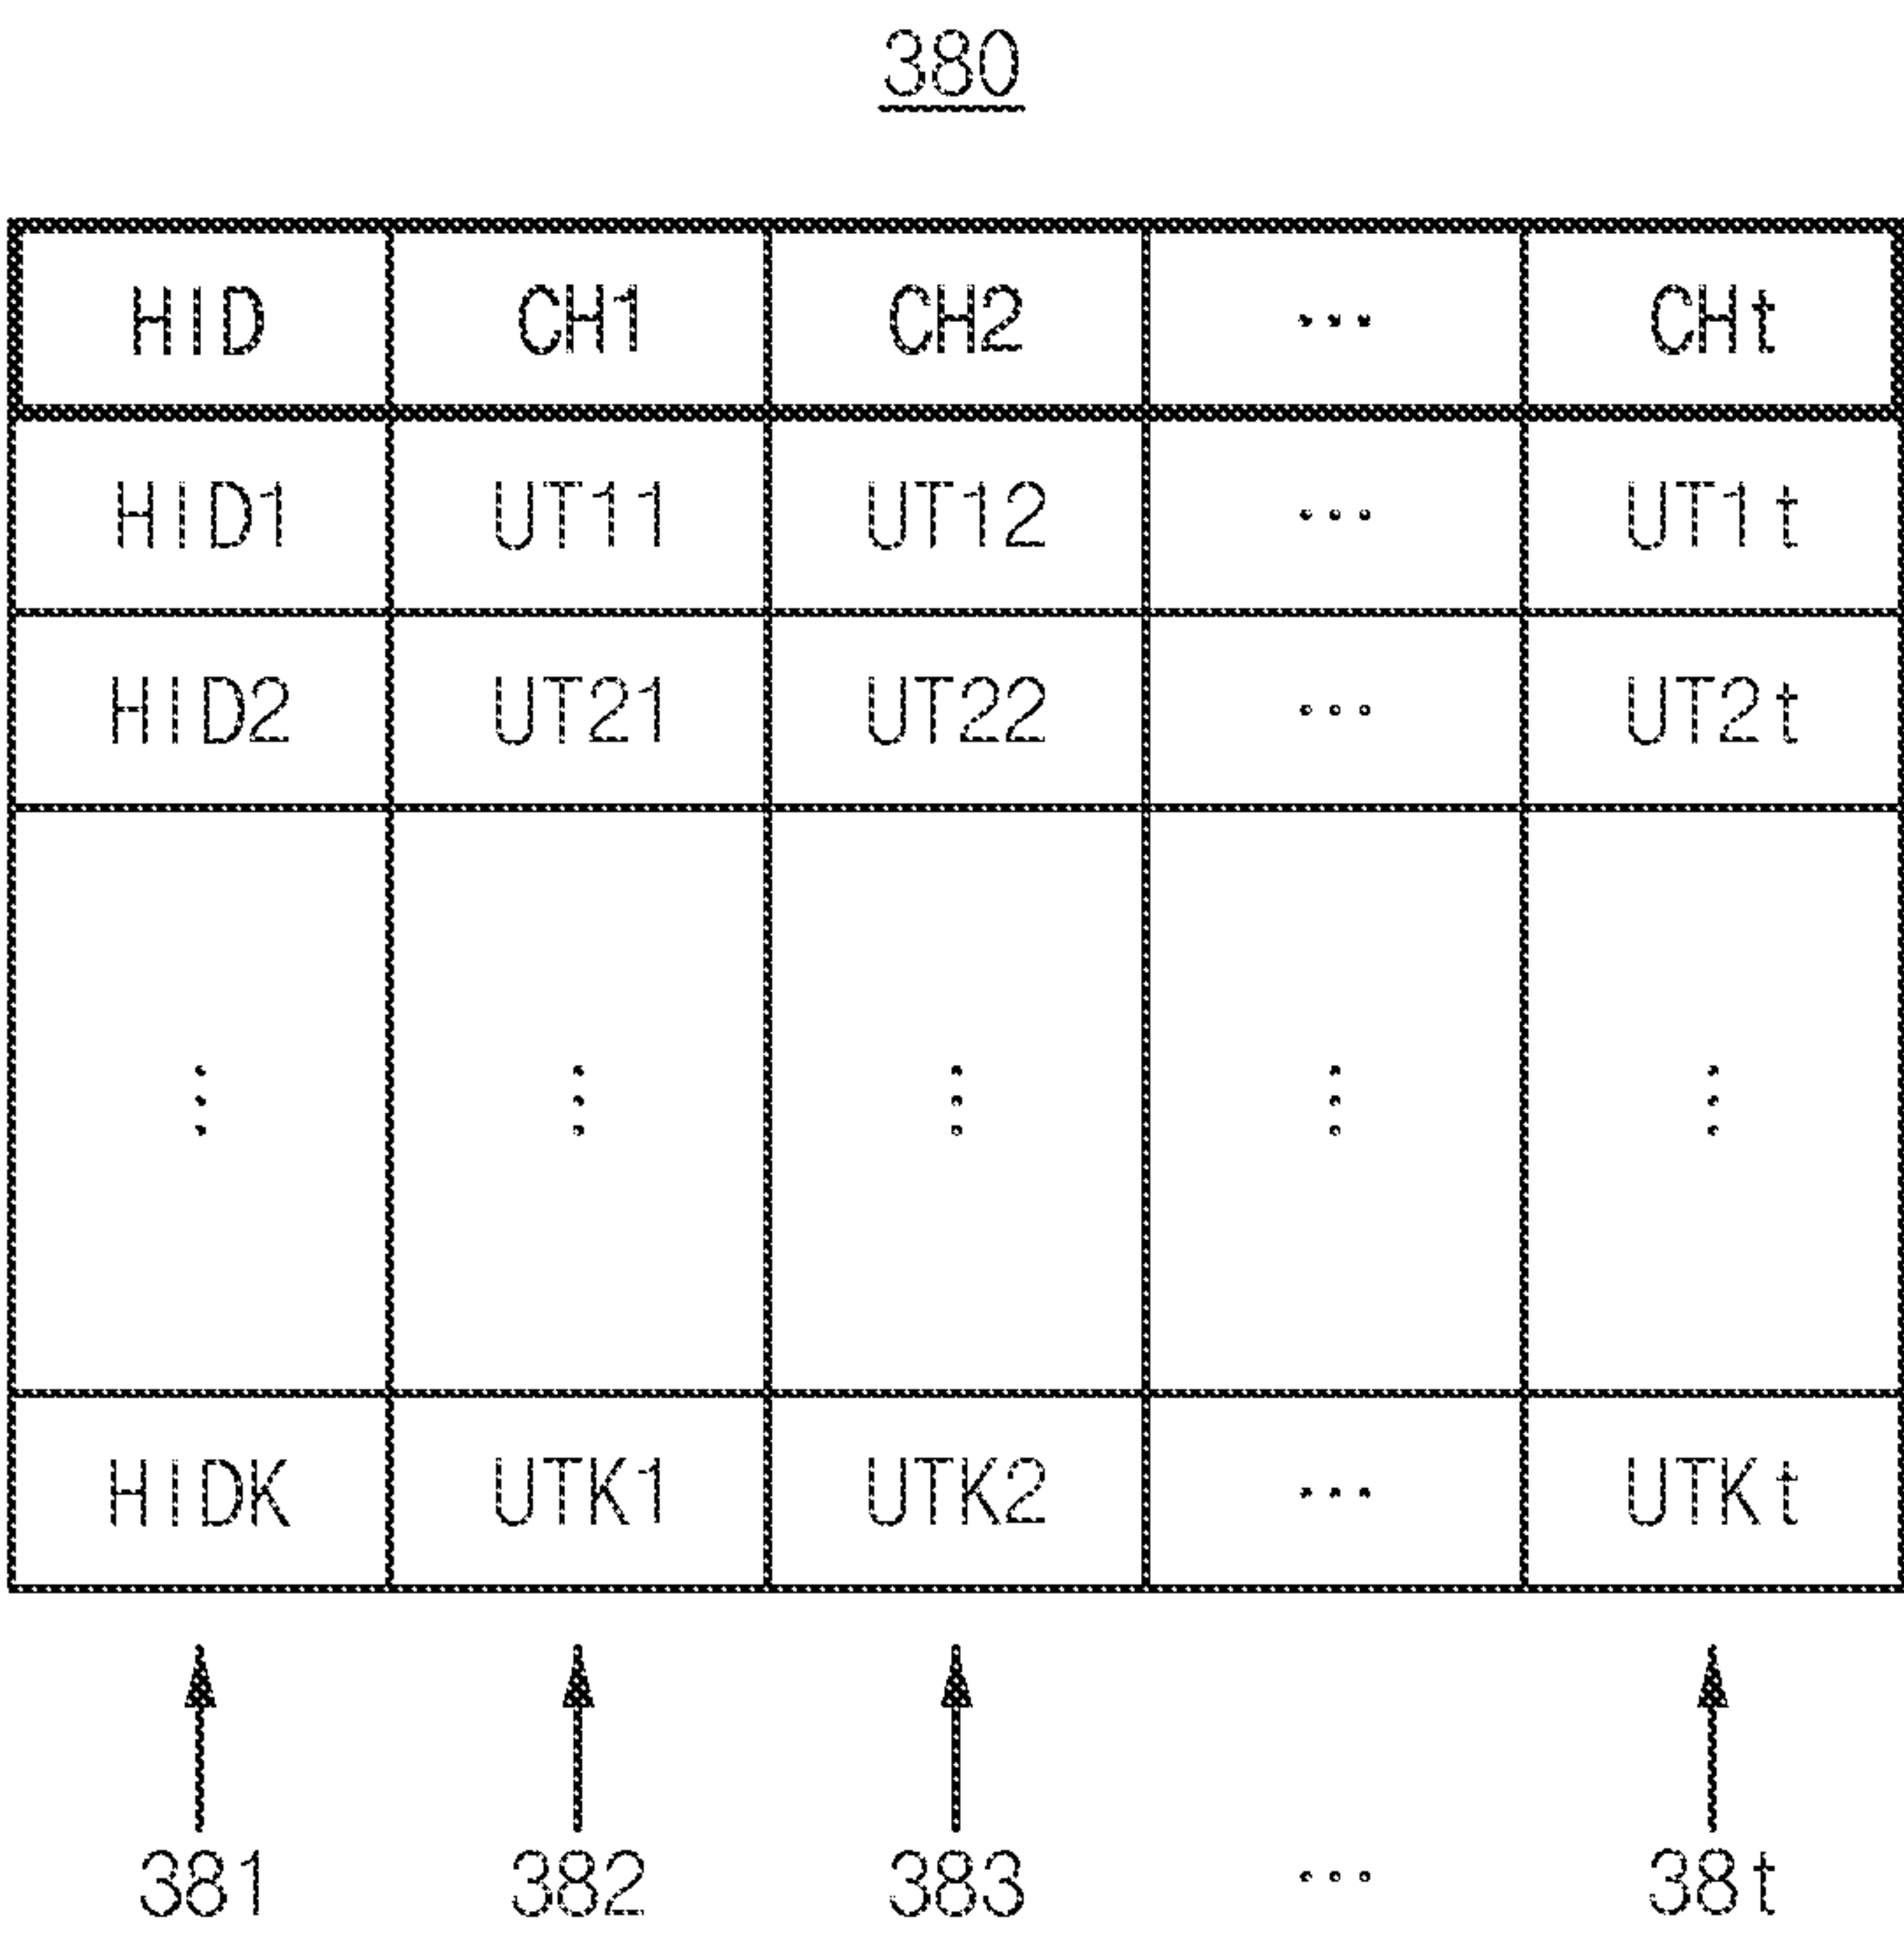 380
HID CH1 CH2 ... CHt
HID1 UT11 UT12 ... UT1t
HID2 UT21 UT22 ... UT2t
⋮ ⋮ ⋮ ⋮ ⋮
HIDK UTK1 UTK2 ... UTKt
381 382 383 ... 38t